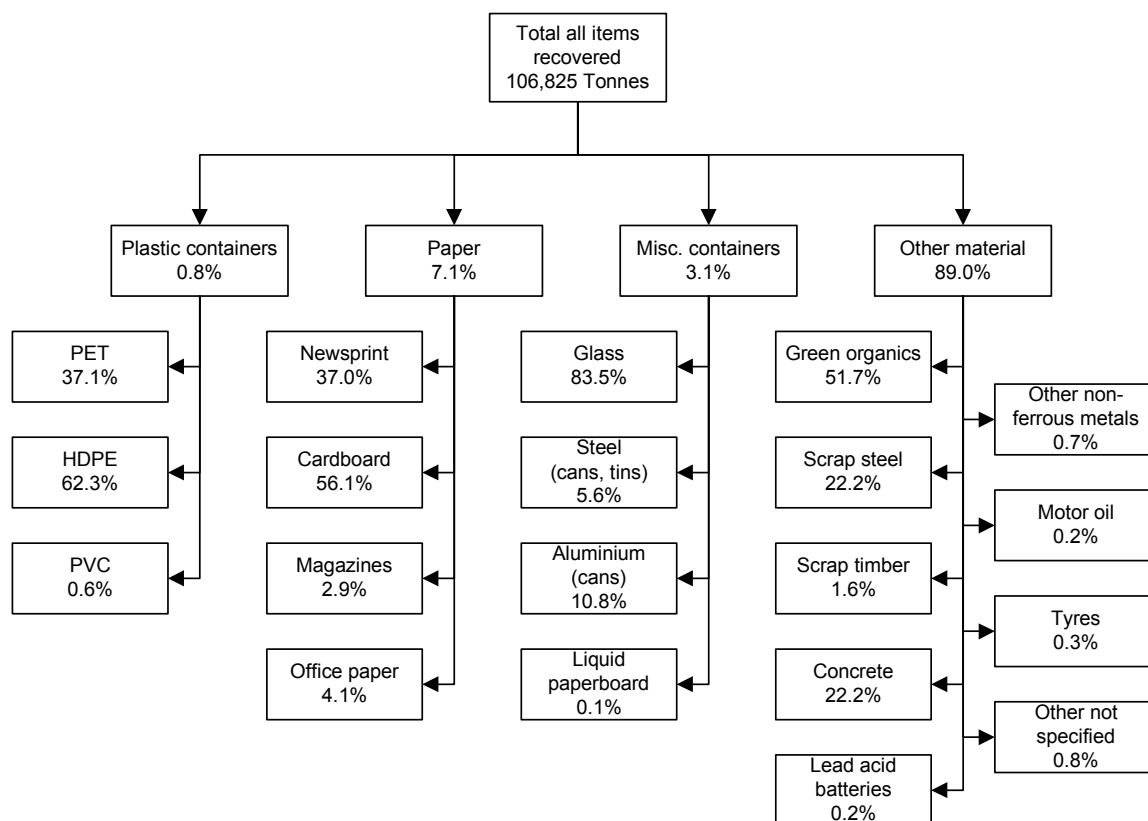 Total all items
recovered
106,825 Tonnes
Plastic containers
0.8%
Paper
7.1%
Misc. containers
3.1%
Other material
89.0%
PET
37.1%
HDPE
62.3%
PVC
0.6%
Newsprint
37.0%
Cardboard
56.1%
Magazines
2.9%
Office paper
4.1%
Glass
83.5%
Steel
(cans, tins)
5.6%
Aluminium
(cans)
10.8%
Liquid
paperboard
0.1%
Green organics
51.7%
Scrap steel
22.2%
Scrap timber
1.6%
Concrete
22.2%
Lead acid
batteries
0.2%
Other non-
ferrous metals
0.7%
Motor oil
0.2%
Tyres
0.3%
Other not
specified
0.8%